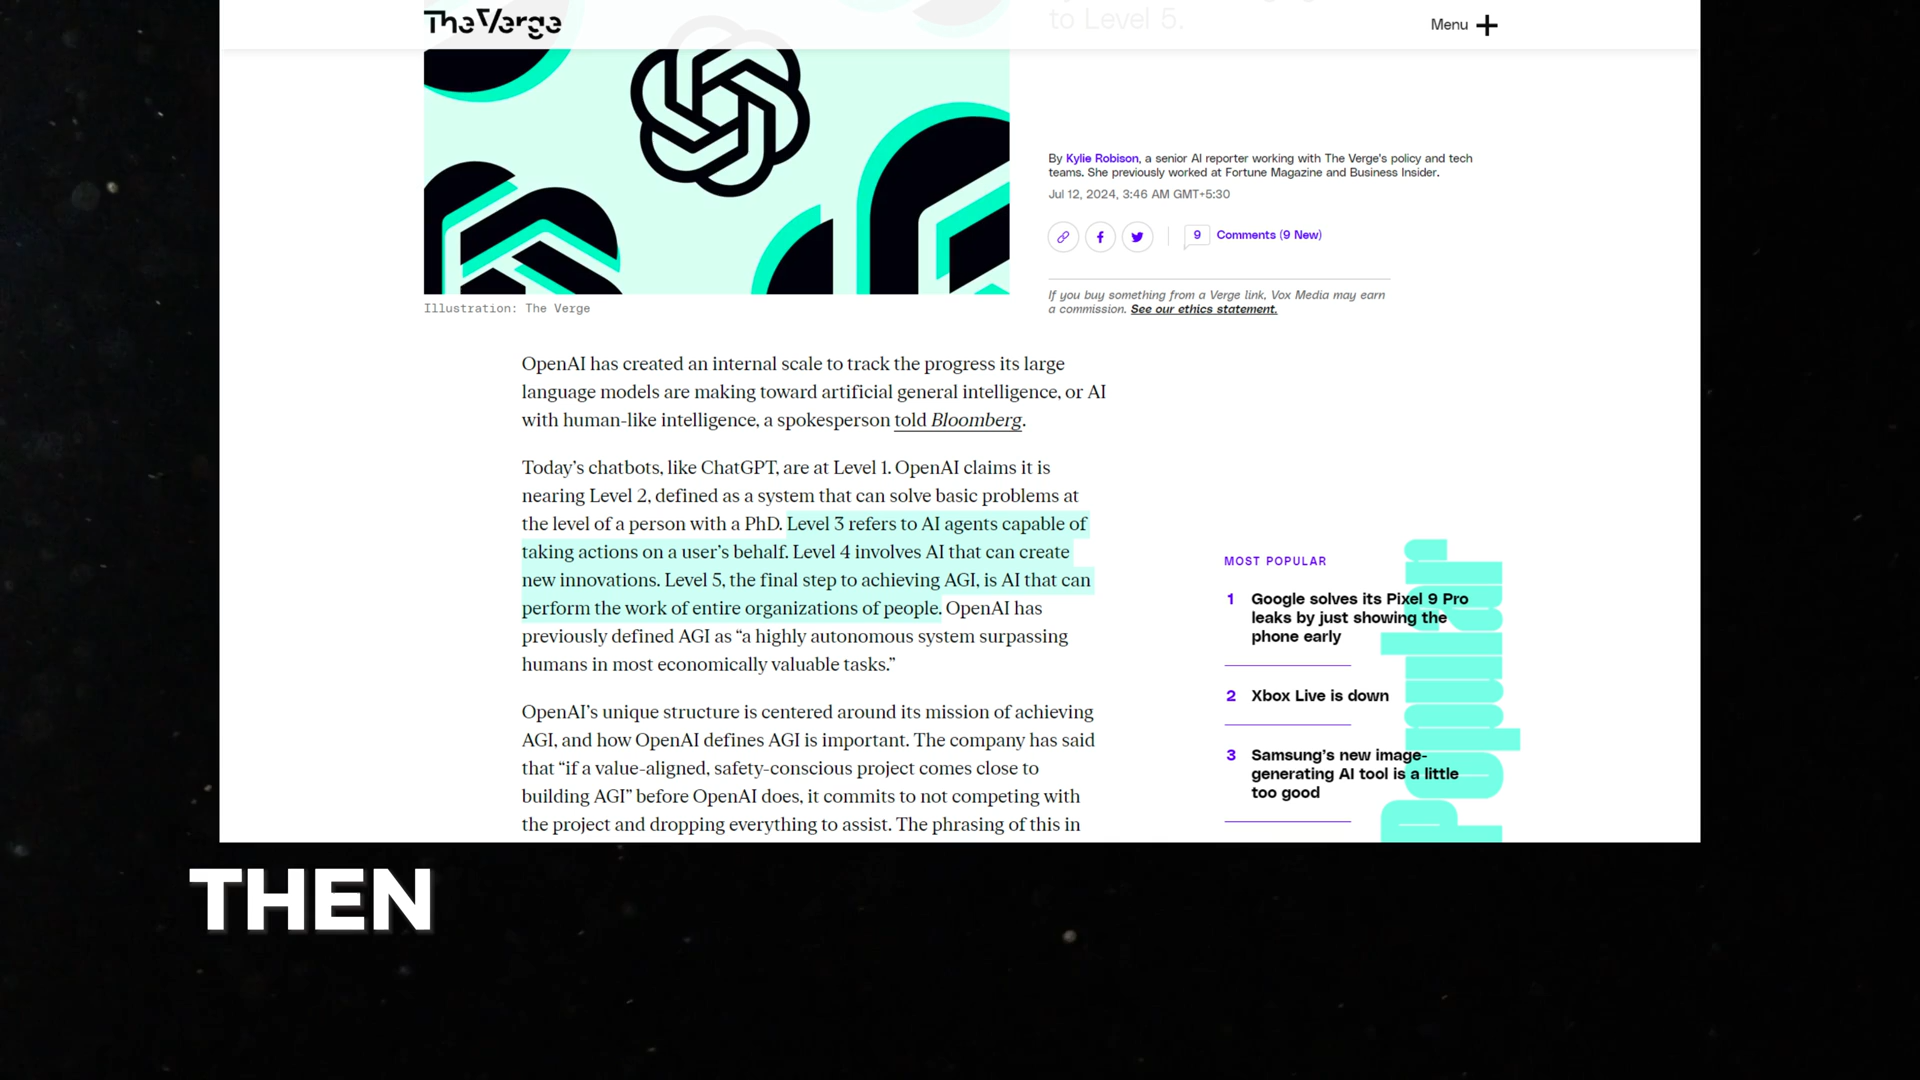 The Verge
to Level 5.
Menu
By Kylie Robison, a senior AI reporter working with The Verge's policy and tech
teams. She previously worked at Fortune Magazine and Business Insider.
Jul 12, 2024, 3:46 AM GMT+5:30
9 Comments (9 New)
If you buy something from a Verge link, Vox Media may earn
a commission. See our ethics statement.
Illustration: The Verge
OpenAI has created an internal scale to track the progress its large
language models are making toward artificial general intelligence, or AI
with human-like intelligence, a spokesperson told Bloomberg.
Today’s chatbots, like ChatGPT, are at Level 1. OpenAI claims it is
nearing Level 2, defined as a system that can solve basic problems at
the level of a person with a PhD. Level 3 refers to AI agents capable of
taking actions on a user’s behalf. Level 4 involves AI that can create
new innovations. Level 5, the final step to achieving AGI, is AI that can
perform the work of entire organizations of people. OpenAI has
previously defined AGI as “a highly autonomous system surpassing
humans in most economically valuable tasks.”
OpenAI’s unique structure is centered around its mission of achieving
AGI, and how OpenAI defines AGI is important. The company has said
that “if a value-aligned, safety-conscious project comes close to
building AGI” before OpenAI does, it commits to not competing with
the project and dropping everything to assist. The phrasing of this in
MOST POPULAR
1 Google solves its Pixel 9 Pro
leaks by just showing the
phone early
2 Xbox Live is down
3 Samsung’s new image-
generating AI tool is a little
too good
Popular
THEN